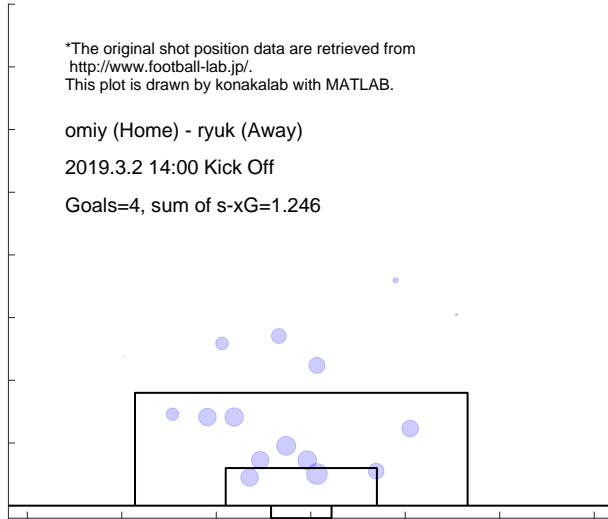 *The original shot position data are retrieved from
http://www.football-lab.jp/.
This plot is drawn by konakalab with MATLAB.
omiy (Home) - ryuk (Away)
2019.3.2 14:00 Kick Off
Goals=4, sum of s-xG=1.246